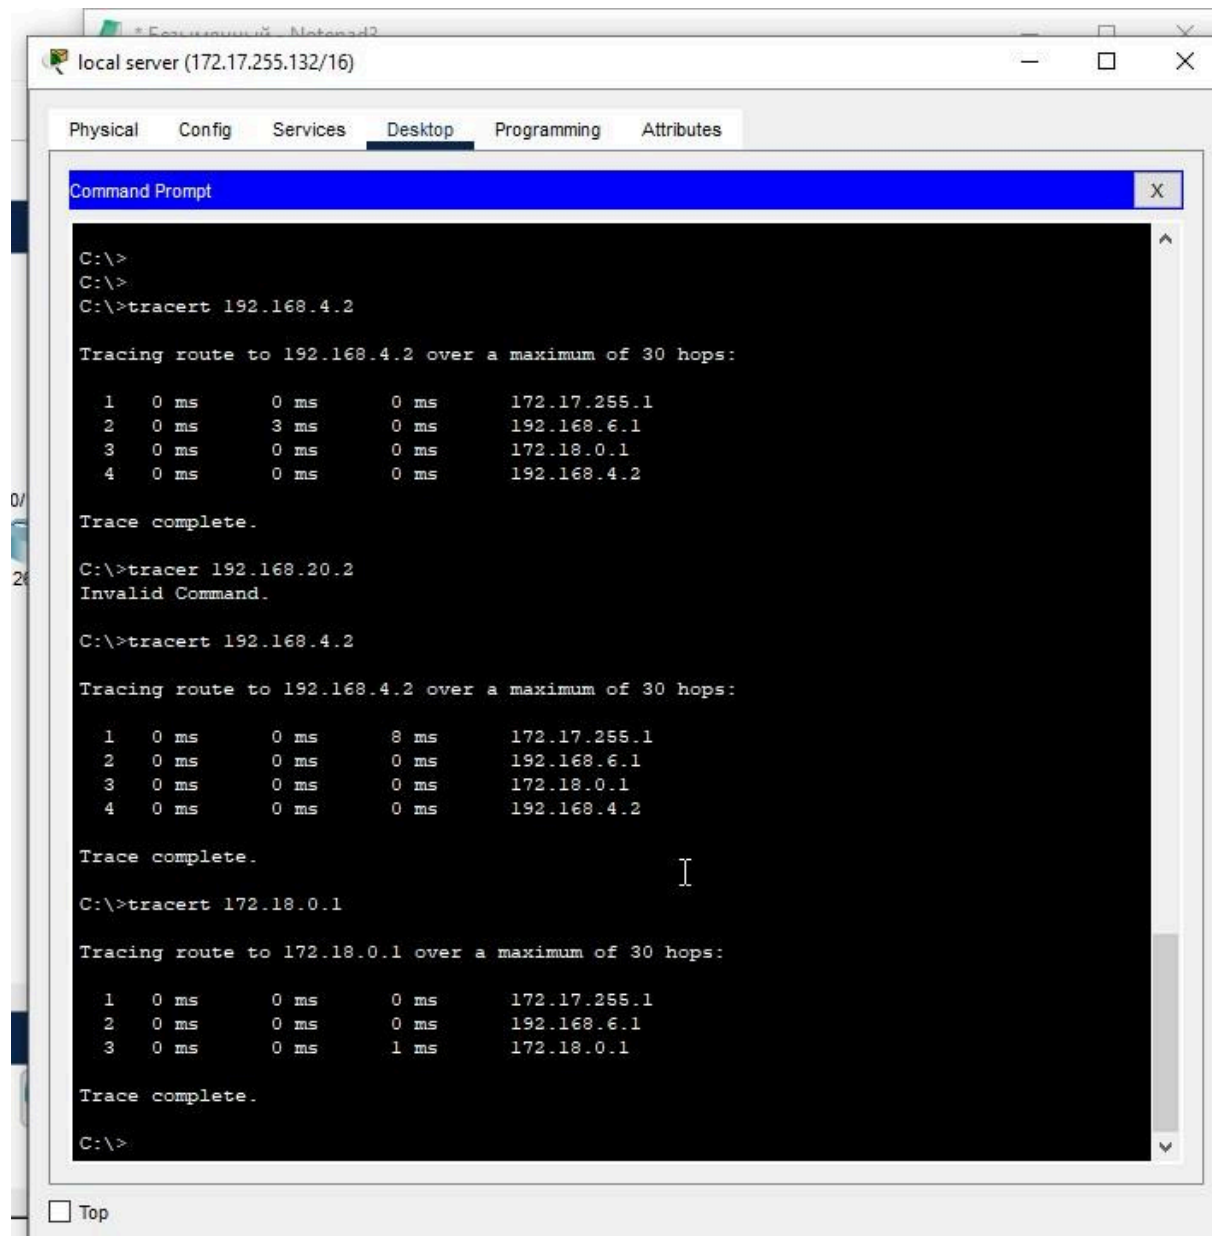 * Безымянный - Notepad3
local server (172.17.255.132/16)
Physical Config Services Desktop Programming Attributes
Command Prompt
X
C:\>
C:\>
C:\>tracert 192.168.4.2
Tracing route to 192.168.4.2 over a maximum of 30 hops:
1 0 ms 0 ms 0 ms 172.17.255.1
2 0 ms 3 ms 0 ms 192.168.6.1
3 0 ms 0 ms 0 ms 172.18.0.1
4 0 ms 0 ms 0 ms 192.168.4.2
Trace complete.
C:\>tracer 192.168.20.2
Invalid Command.
C:\>tracert 192.168.4.2
Tracing route to 192.168.4.2 over a maximum of 30 hops:
1 0 ms 0 ms 8 ms 172.17.255.1
2 0 ms 0 ms 0 ms 192.168.6.1
3 0 ms 0 ms 0 ms 172.18.0.1
4 0 ms 0 ms 0 ms 192.168.4.2
Trace complete.
C:\>tracert 172.18.0.1
Tracing route to 172.18.0.1 over a maximum of 30 hops:
1 0 ms 0 ms 0 ms 172.17.255.1
2 0 ms 0 ms 0 ms 192.168.6.1
3 0 ms 0 ms 1 ms 172.18.0.1
Trace complete.
C:\>
0/
Top